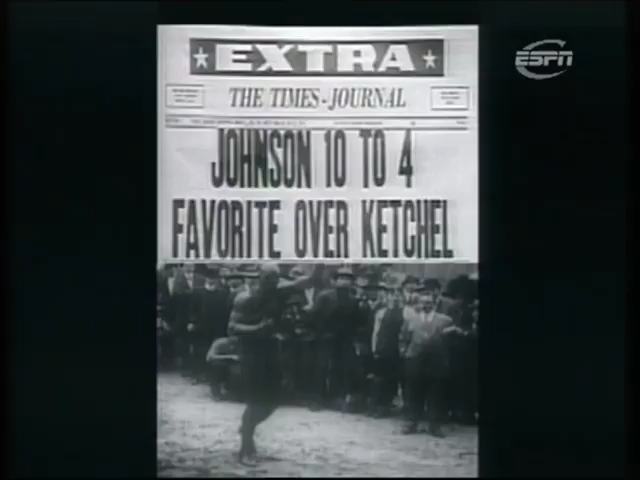 EXTRA
ESPN
THE TIMES-JOURNAL
JOHNSON 10 TO 4
FAVORITE OVER KETCHEL